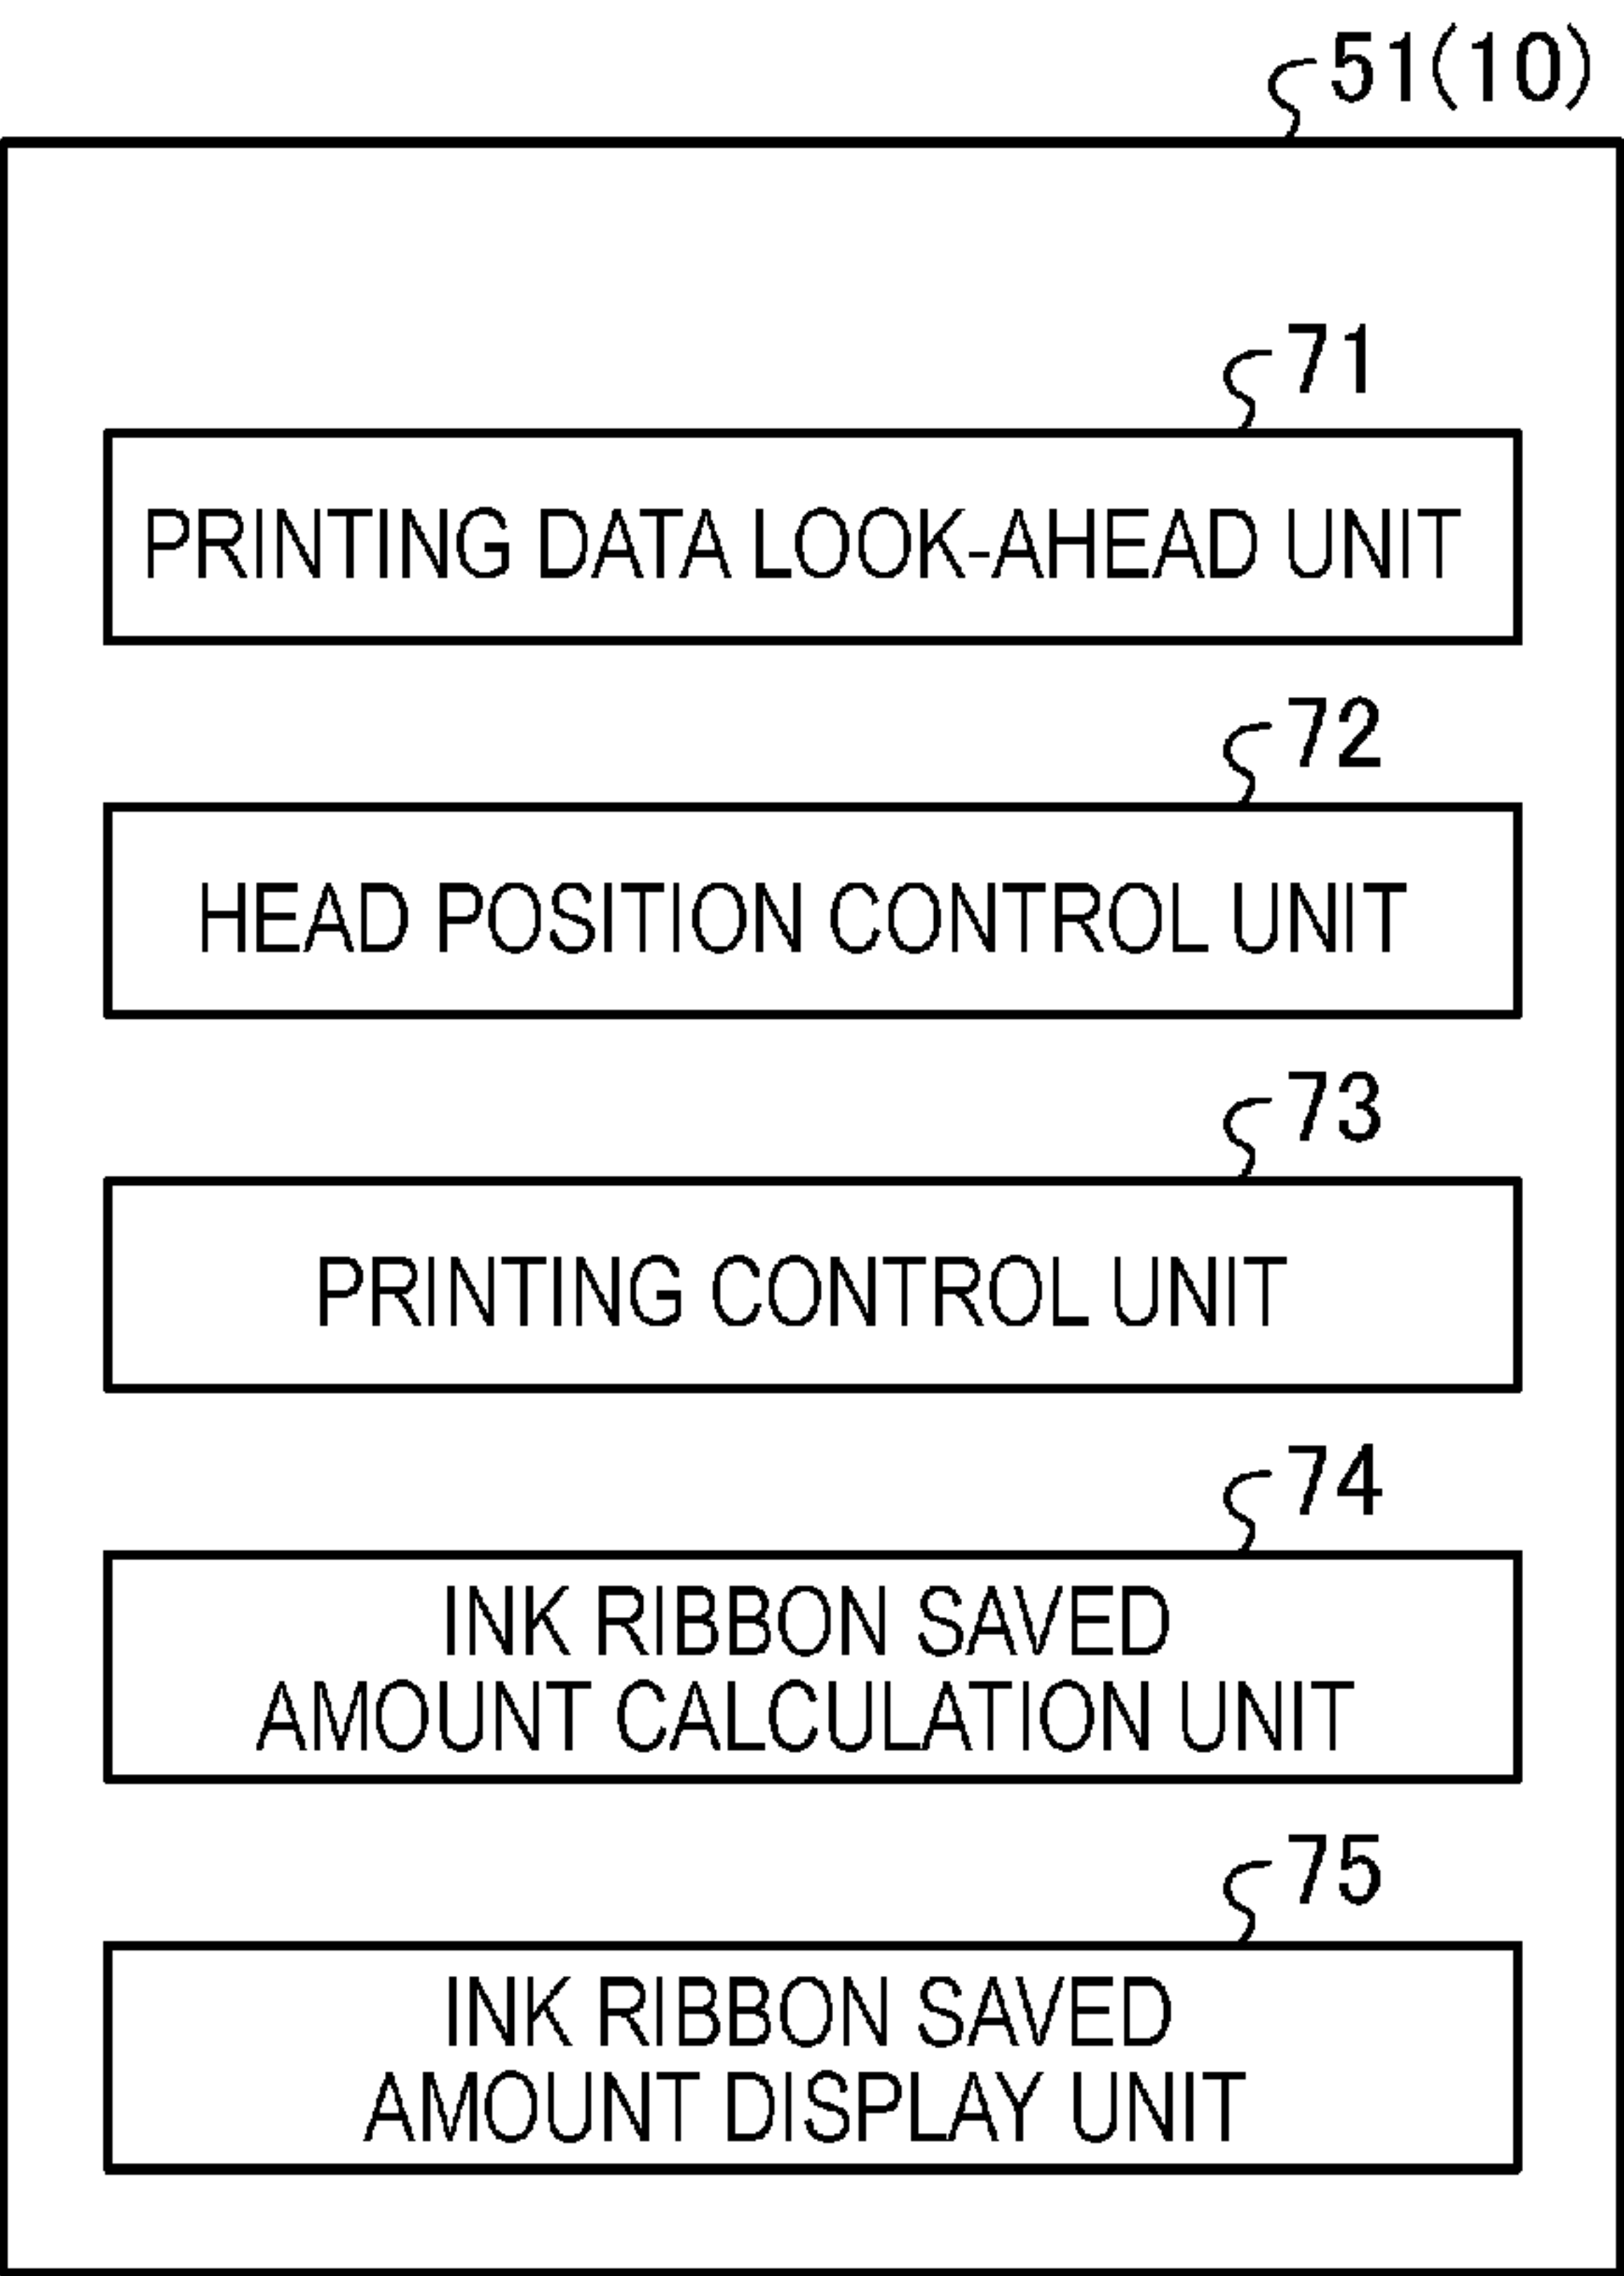 51(10)
71
PRINTING DATA LOOK-AHEAD UNIT
72
HEAD POSITION CONTROL UNIT
73
PRINTING CONTROL UNIT
74
INK RIBBON SAVED
AMOUNT CALCULATION UNIT
75
INK RIBBON SAVED
AMOUNT DISPLAY UNIT